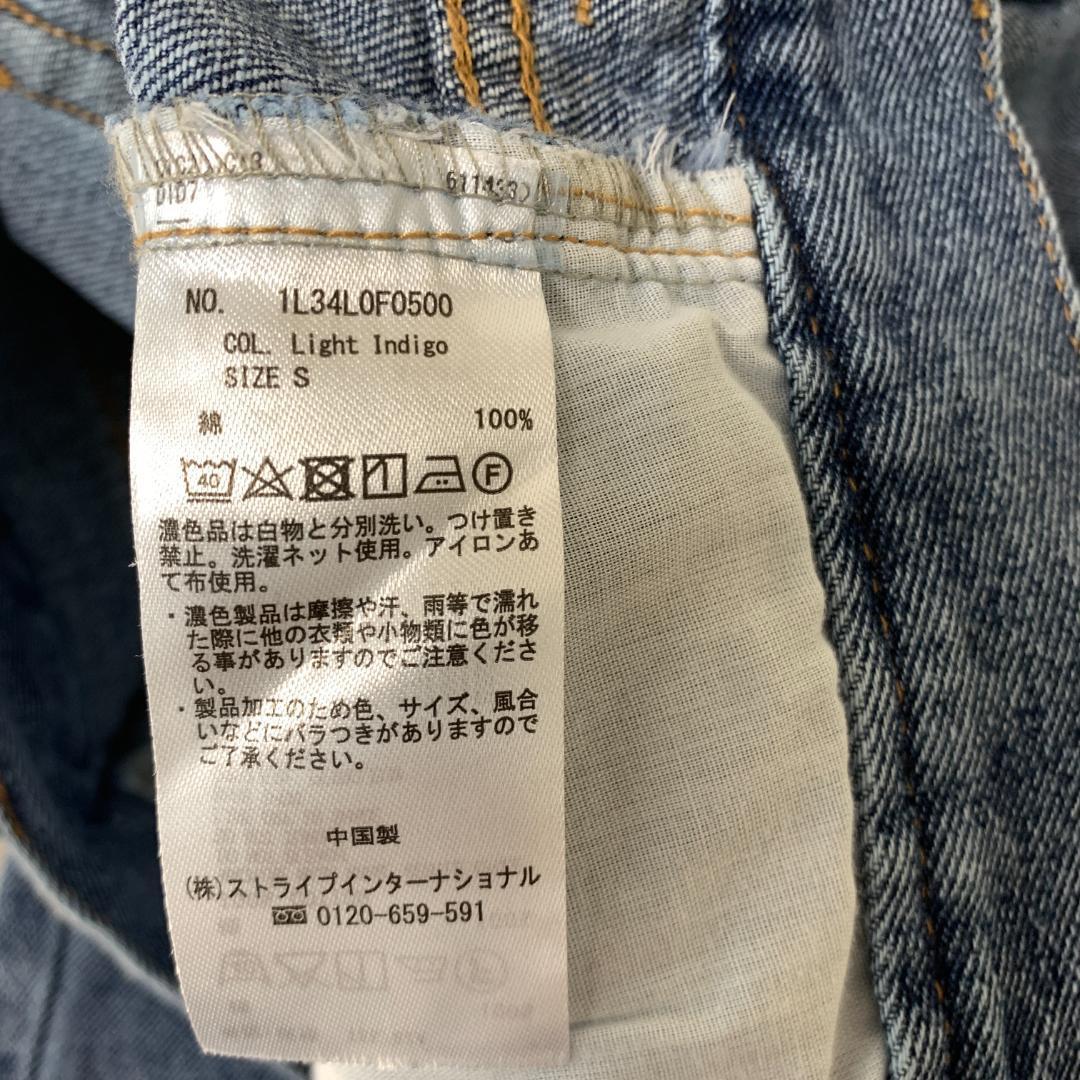 D1D7
NO. 1L34L0F0500
COL. Light Indigo
SIZE S
綿 100%
40 F
濃色品は白物と分別洗い。つけ置き
禁止。洗濯ネット使用。アイロンあ
て布使用。
・濃色製品は摩擦や汗、雨等で濡れ
た際に他の衣類や小物類に色が移
る事がありますのでご注意くださ
い。
・製品加工のため色、サイズ、風合
いなどにバラつきがありますので
ご了承ください。
中国製
(株)ストライプインターナショナル
0120-659-591